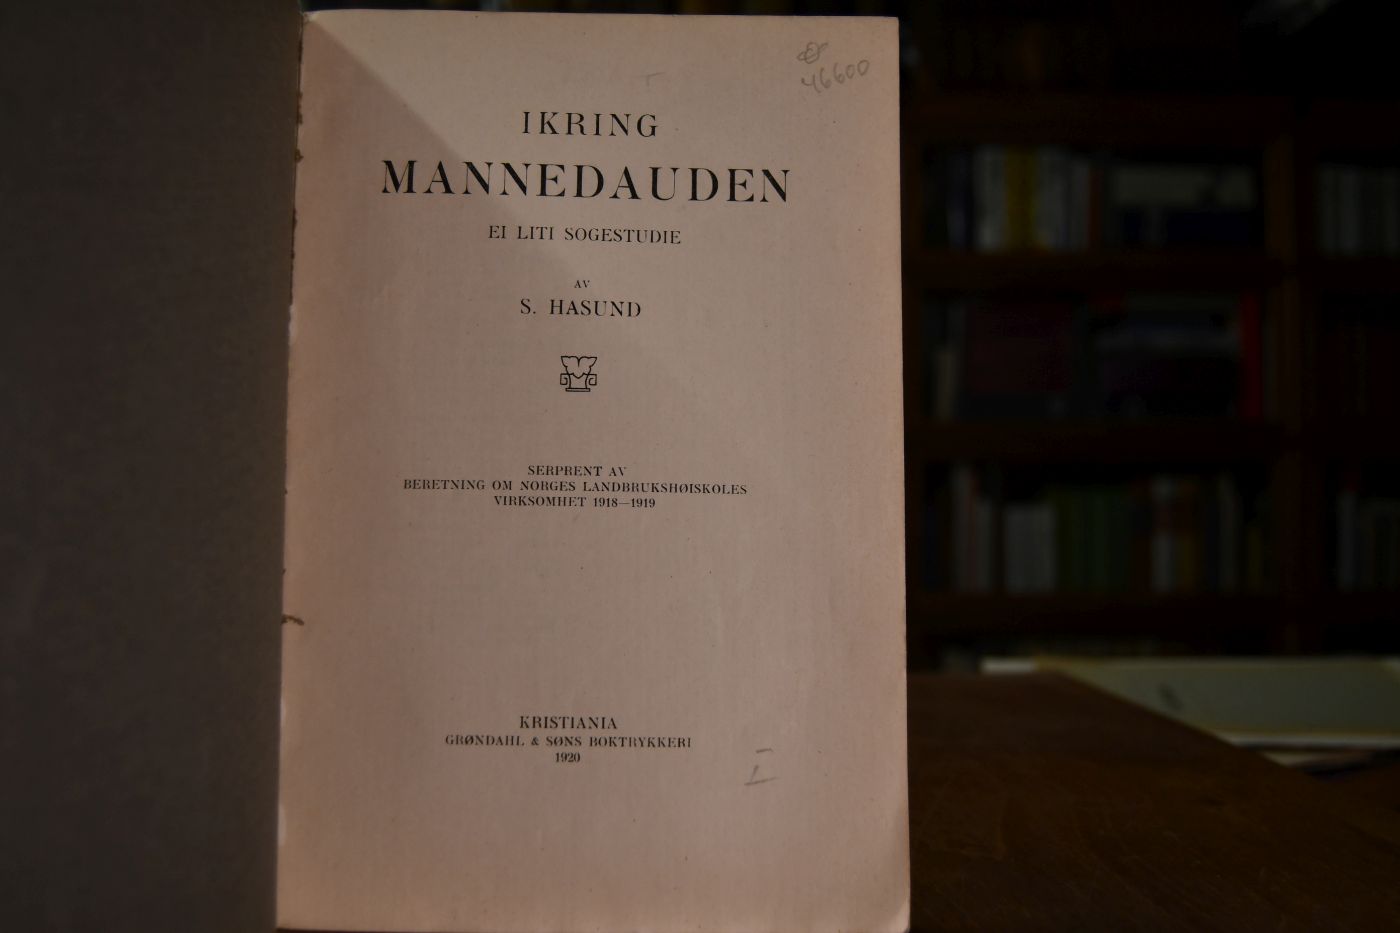 46600
IKRING
MANNEDAUDEN
EI LITI SOGESTUDIE
AV
S. HASUND
SERPRENT AV
BERETNING OM NORGES LANDBRUKSHØISKOLES
VIRKSOMHET 1918—1919
KRISTIANIA
GRØNDAHL & SØNS BOKTRYKKERI
1920
I